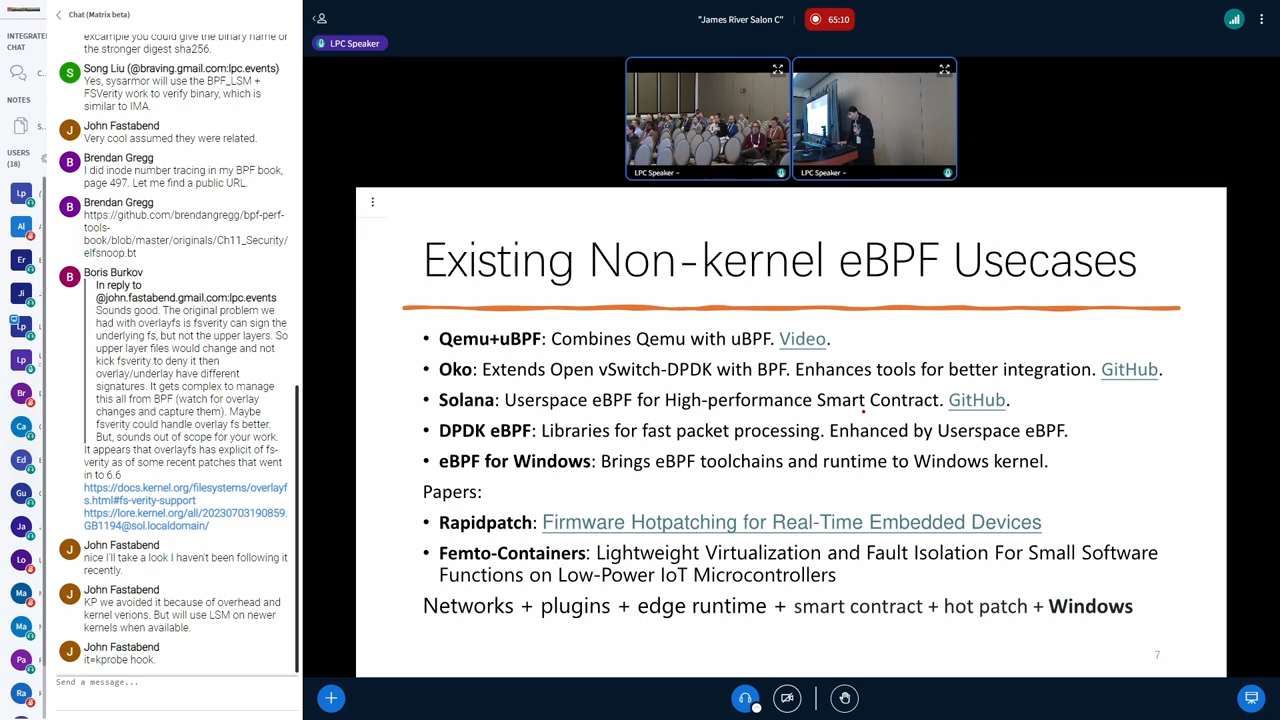 INTEGRATE
CHAT
C..
NOTES
S..
USERS
(18)
Lp
Al
Er
Ji
Lp
Lp
Br
Ca
Ed
Gu
Ja
Lo
Ma
Ma
Pa
Ra
Chat (Matrix beta)
excample you could give the binary name or
the stronger digest sha256.
S
Song Liu (@braving.gmail.com:lpc.events)
Yes, sysarmor will use the BPF_LSM +
FSVerity work to verify binary, which is
similar to IMA.
J
John Fastabend
Very cool assumed they were related.
B
Brendan Gregg
I did inode number tracing in my BPF book,
page 497. Let me find a public URL.
B
Brendan Gregg
https://github.com/brendangregg/bpf-perf-
tools-
book/blob/master/originals/Ch11_Security/
elfsnoop.bt
B
Boris Burkov
In reply to
@john.fastabend.gmail.com:lpc.events
Sounds good. The original problem we
had with overlayfs is fsverity can sign the
underlying fs, but not the upper layers. So
upper layer files would change and not
kick fsverity to deny it then
overlay/underlay have different
signatures. It gets complex to manage
this all from BPF (watch for overlay
changes and capture them). Maybe
fsverity could handle overlay fs better.
But, sounds out of scope for your work.
It appears that overlayfs has explicit of fs-
verity as of some recent patches that went
in to 6.6
https://docs.kernel.org/filesystems/overlayf
s.html#fs-verity-support
https://lore.kernel.org/all/20230703190859.
GB1194@sol.localdomain/
J
John Fastabend
nice I'll take a look I haven't been following it
recently.
J
John Fastabend
KP we avoided it because of overhead and
kernel verions. But will use LSM on newer
kernels when available.
J
John Fastabend
it=kprobe hook.
Send a message...
"James River Salon C"
65:10
LPC Speaker
LPC Speaker
LPC Speaker
Existing Non-kernel eBPF Usecases
• Qemu+uBPF: Combines Qemu with uBPF. Video.
• Oko: Extends Open vSwitch-DPDK with BPF. Enhances tools for better integration. GitHub.
• Solana: Userspace eBPF for High-performance Smart Contract. GitHub.
• DPDK eBPF: Libraries for fast packet processing. Enhanced by Userspace eBPF.
• eBPF for Windows: Brings eBPF toolchains and runtime to Windows kernel.
Papers:
• Rapidpatch: Firmware Hotpatching for Real-Time Embedded Devices
• Femto-Containers: Lightweight Virtualization and Fault Isolation For Small Software
Functions on Low-Power IoT Microcontrollers
Networks + plugins + edge runtime + smart contract + hot patch + Windows
7